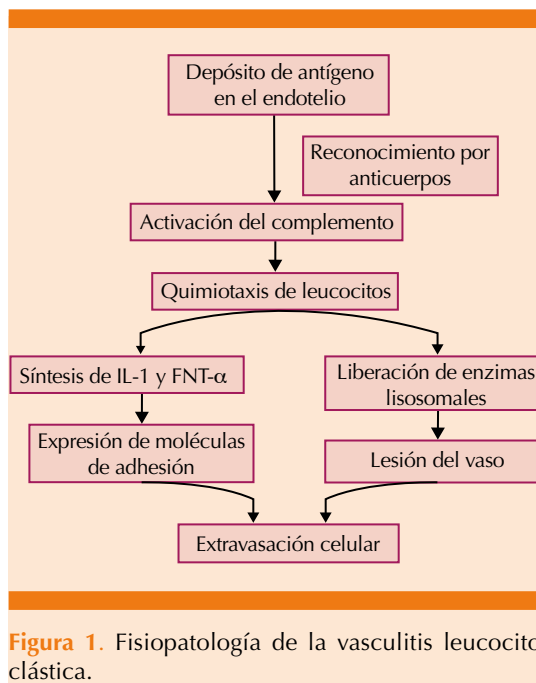 Depósito de antígeno
en el endotelio
Reconocimiento por
anticuerpos
Activación del complemento
Quimiotaxis de leucocitos
Síntesis de IL-1 y FNT-α
Liberación de enzimas
lisosomales
Expresión de moléculas
de adhesión
Lesión del vaso
Extravasación celular
Figura 1. Fisiopatología de la vasculitis leucocito
clástica.